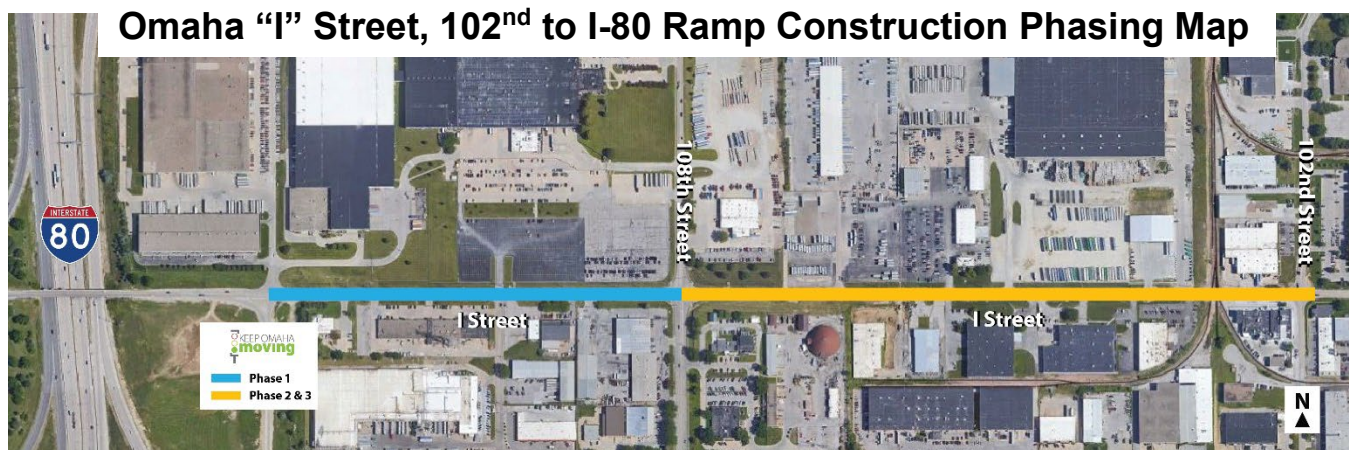 Omaha “I” Street, 102nd to I-80 Ramp Construction Phasing Map
INTERSTATE
80
108th Street
102nd Street
I Street
I Street
KEEP OMAHA
moving
Phase 1
Phase 2 & 3
N